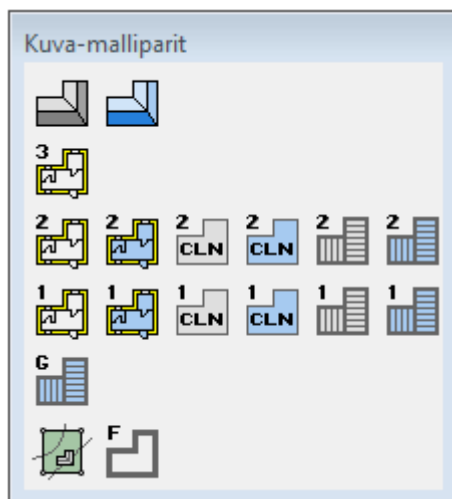 Kuva-malliparit
3
2 2 2 CLN 2 CLN 2 2
1 1 1 CLN 1 CLN 1 1
G
F